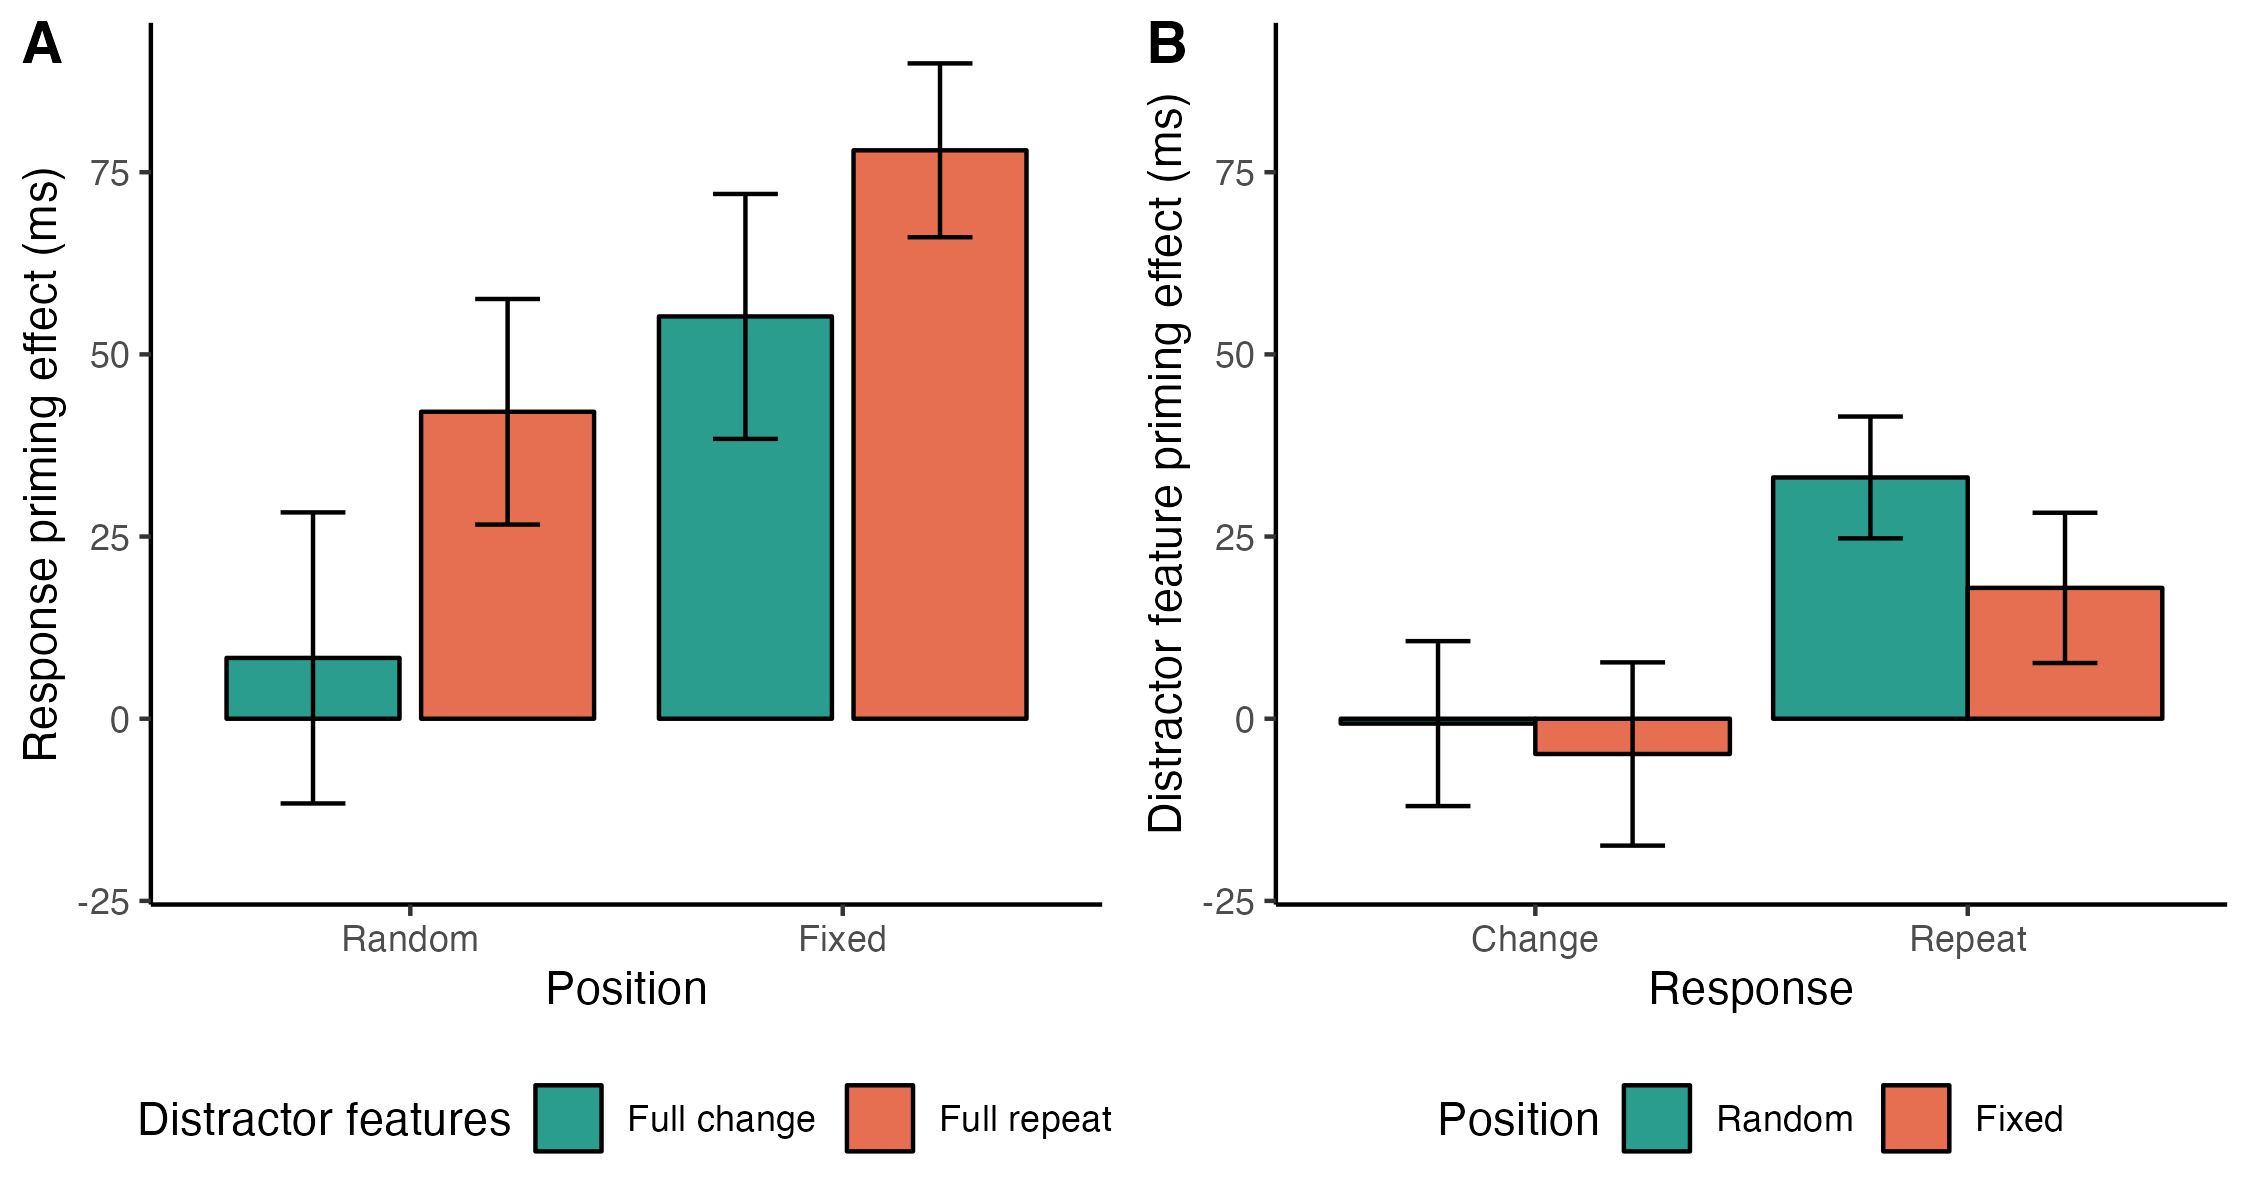 A
Response priming effect (ms)
75
50
25
0
-25
Random
Fixed
Position
Distractor features
Full change
Full repeat
B
Distractor feature priming effect (ms)
75
50
25
0
-25
Change
Repeat
Response
Position
Random
Fixed